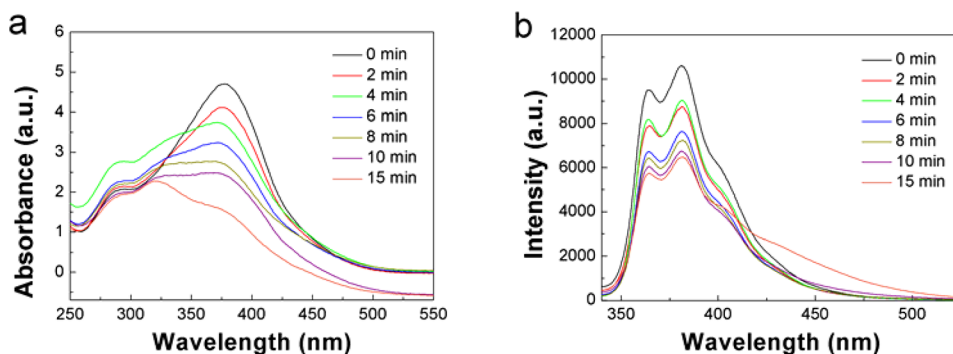 a
6
5
4
3
2
1
0
250 300 350 400 450 500 550
Absorbance (a.u.)
Wavelength (nm)
0 min
2 min
4 min
6 min
8 min
10 min
15 min
b
12000
10000
8000
6000
4000
2000
0
350 400 450 500
Intensity (a.u.)
Wavelength (nm)
0 min
2 min
4 min
6 min
8 min
10 min
15 min